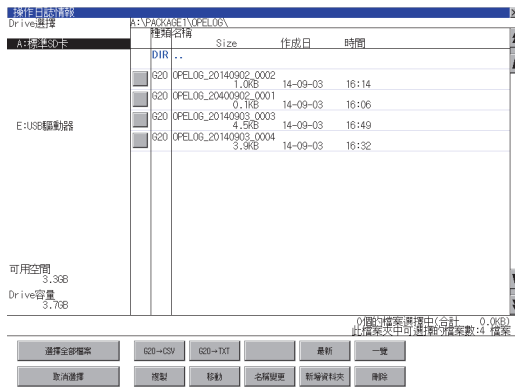 操作日誌情報
Drive選擇
A:\PACKAGE1\OPELOG\
種類名稱
Size 作成日 時間
A:標準SD卡
DIR ..
G20 OPELOG_20140902_0002
1.0KB 14-09-03 16:14
G20 OPELOG_20400902_0001
0.1KB 14-09-03 16:06
G20 OPELOG_20140903_0003
4.5KB 14-09-03 16:49
G20 OPELOG_20140903_0004
3.9KB 14-09-03 16:32
E:USB驅動器
可用空間
3.3GB
Drive容量
3.7GB
0個的檔案選擇中(合計 0.0KB)
此檔案夾中可選擇的檔案數:4 檔案
選擇全部檔案 G20→CSV G20→TXT 最新 一覽
取消選擇 複製 移動 名稱變更 新增資料夾 刪除